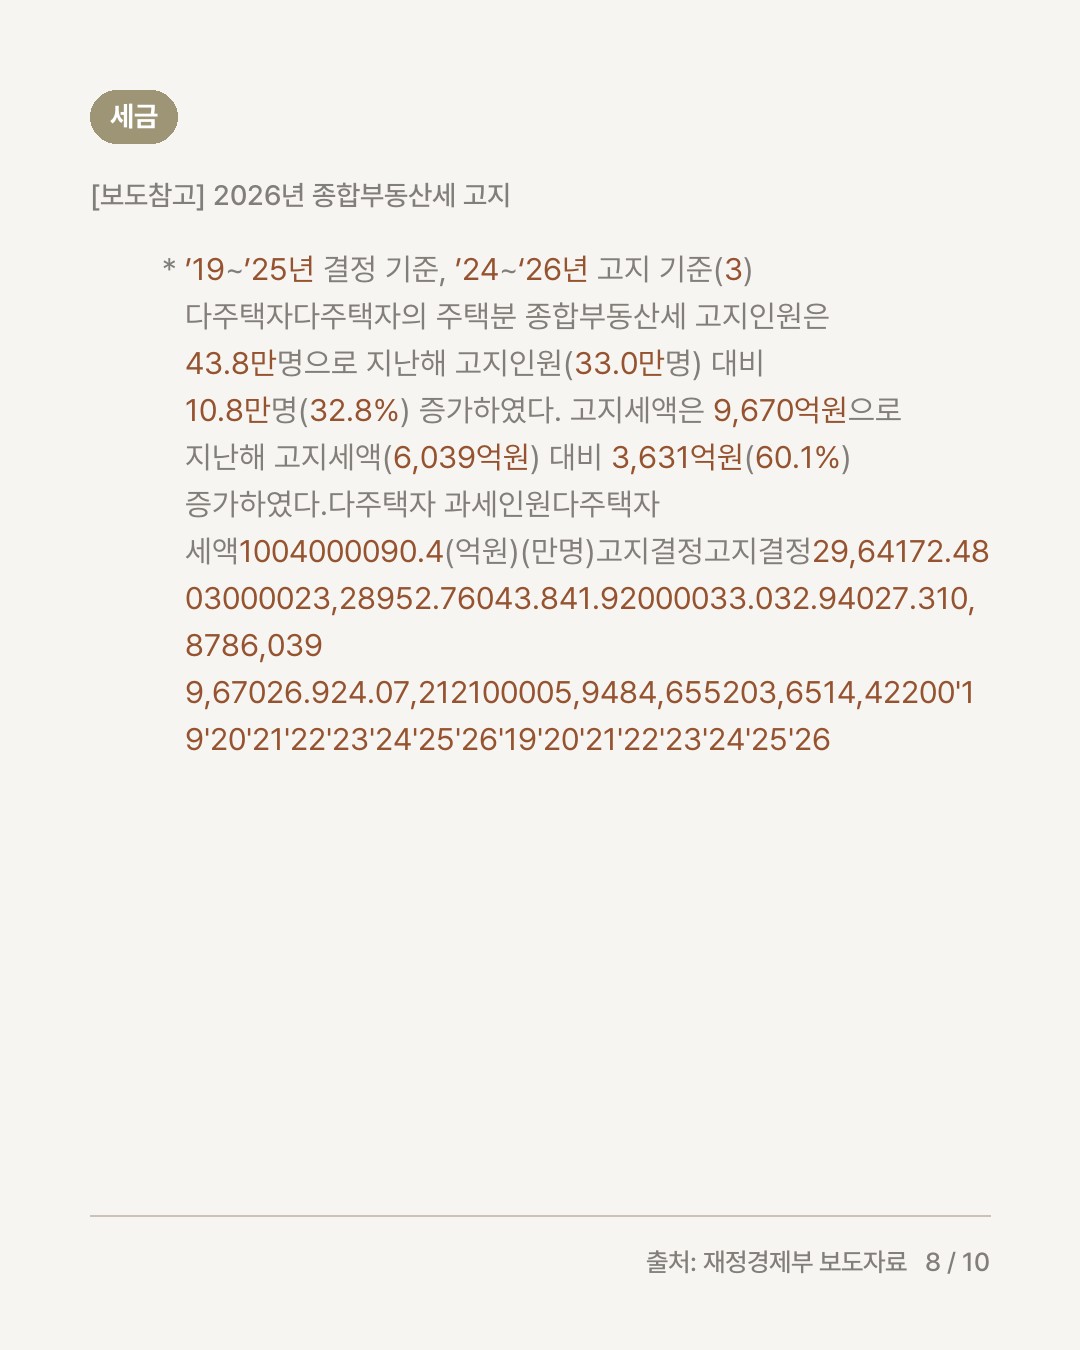 세금
[보도참고] 2026년 종합부동산세 고지
* ’19~’25년 결정 기준, ’24~‘26년 고지 기준(3)
다주택자다주택자의 주택분 종합부동산세 고지인원은
43.8만명으로 지난해 고지인원(33.0만명) 대비
10.8만명(32.8%) 증가하였다. 고지세액은 9,670억원으로
지난해 고지세액(6,039억원) 대비 3,631억원(60.1%)
증가하였다.다주택자 과세인원다주택자
세액1004000090.4(억원)(만명)고지결정고지결정29,64172.48
03000023,28952.76043.841.92000033.032.94027.310,
8786,039
9,67026.924.07,212100005,9484,655203,6514,42200'1
9'20'21'22'23'24'25'26'19'20'21'22'23'24'25'26
출처: 재정경제부 보도자료 8 / 10